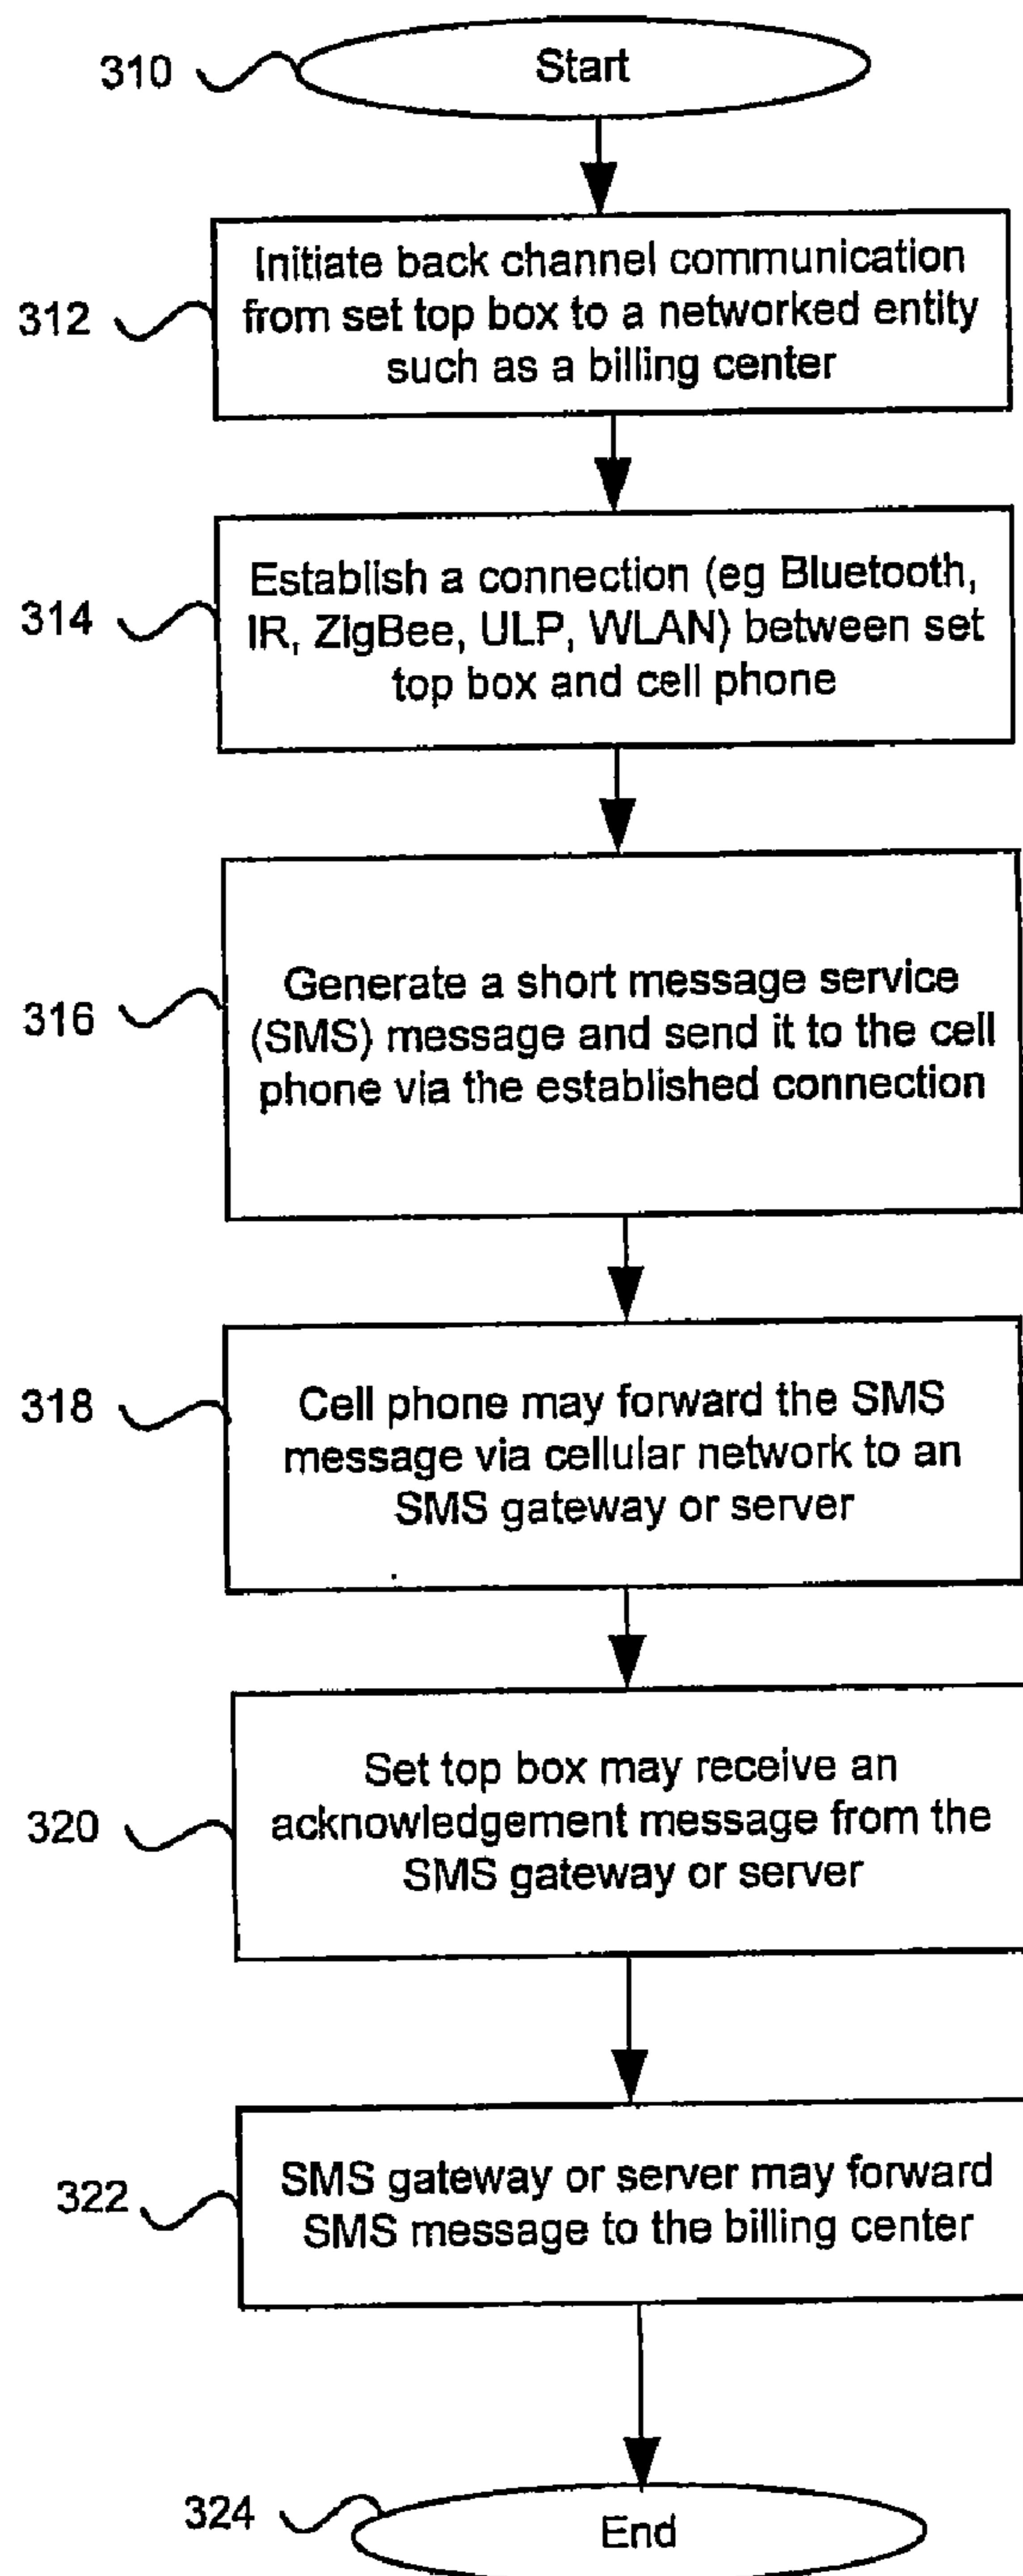 310
Start
312
Initiate back channel communication
from set top box to a networked entity
such as a billing center
314
Establish a connection (eg Bluetooth,
IR, ZigBee, ULP, WLAN) between set
top box and cell phone
316
Generate a short message service
(SMS) message and send it to the cell
phone via the established connection
318
Cell phone may forward the SMS
message via cellular network to an
SMS gateway or server
320
Set top box may receive an
acknowledgement message from the
SMS gateway or server
322
SMS gateway or server may forward
SMS message to the billing center
324
End